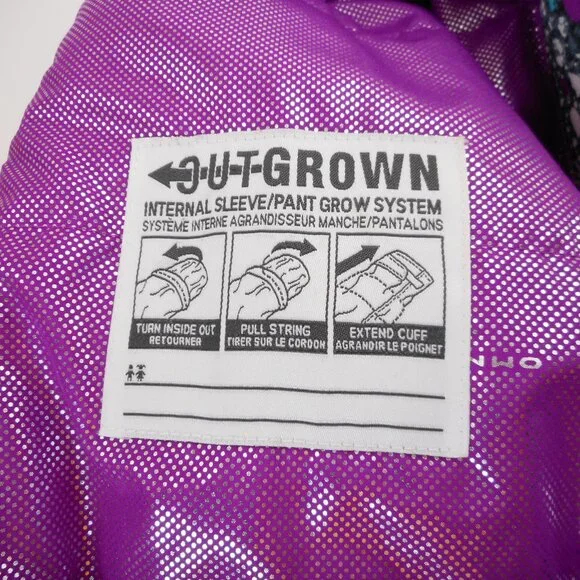 OUTGROWN
INTERNAL SLEEVE/PANT GROW SYSTEM
SYSTÈME INTERNE AGRANDISSEUR MANCHE/PANTALONS
TURN INSIDE OUT
RETOURNER
PULL STRING
TIRER SUR LE CORDON
EXTEND CUFF
AGRANDIR LE POIGNET